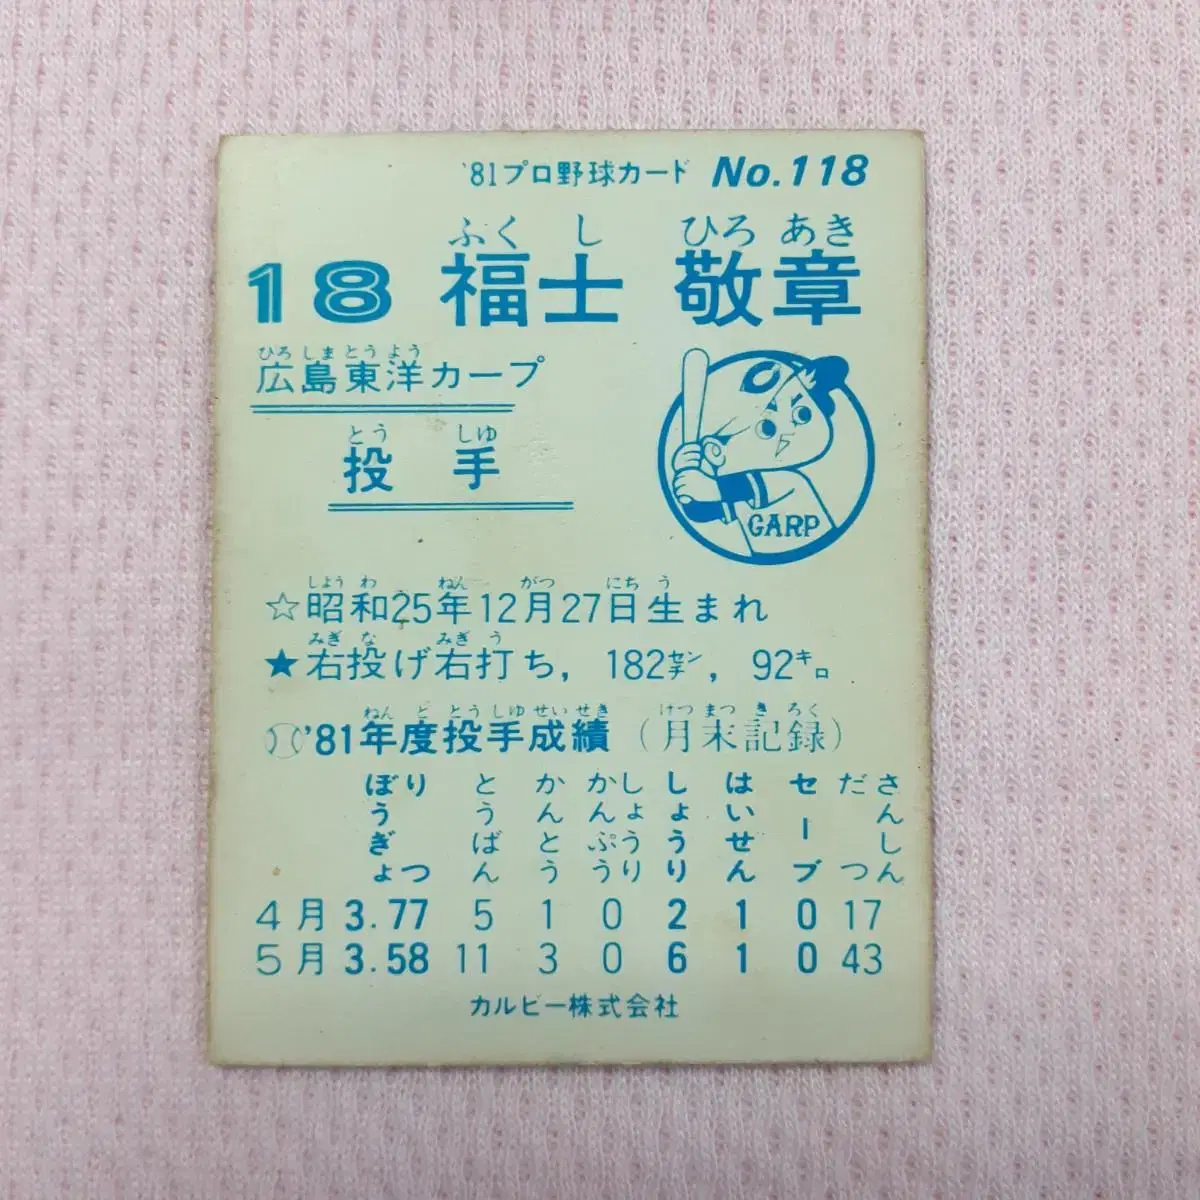 '81プロ野球カード No.118
ふくし ひろあき
18 福士 敬章
ひろしまとうよう
広島東洋カープ
とうしゅ
投手
CARP
しょうわ ねん がつ にちう
☆昭和25年12月27日生まれ
みぎな みぎう
★右投げ右打ち, 182センチ, 92キロ
ねんどとうしゅせいせき けつまつきろく
'81年度投手成績(月末記録)
ぼうぎょりつ とうばん かんとう かんぷうしょうり しょうり はいせん セーブ だつさんしん
4月 3.77 5 1 0 2 1 0 17
5月 3.58 11 3 0 6 1 0 43
カルビー株式会社